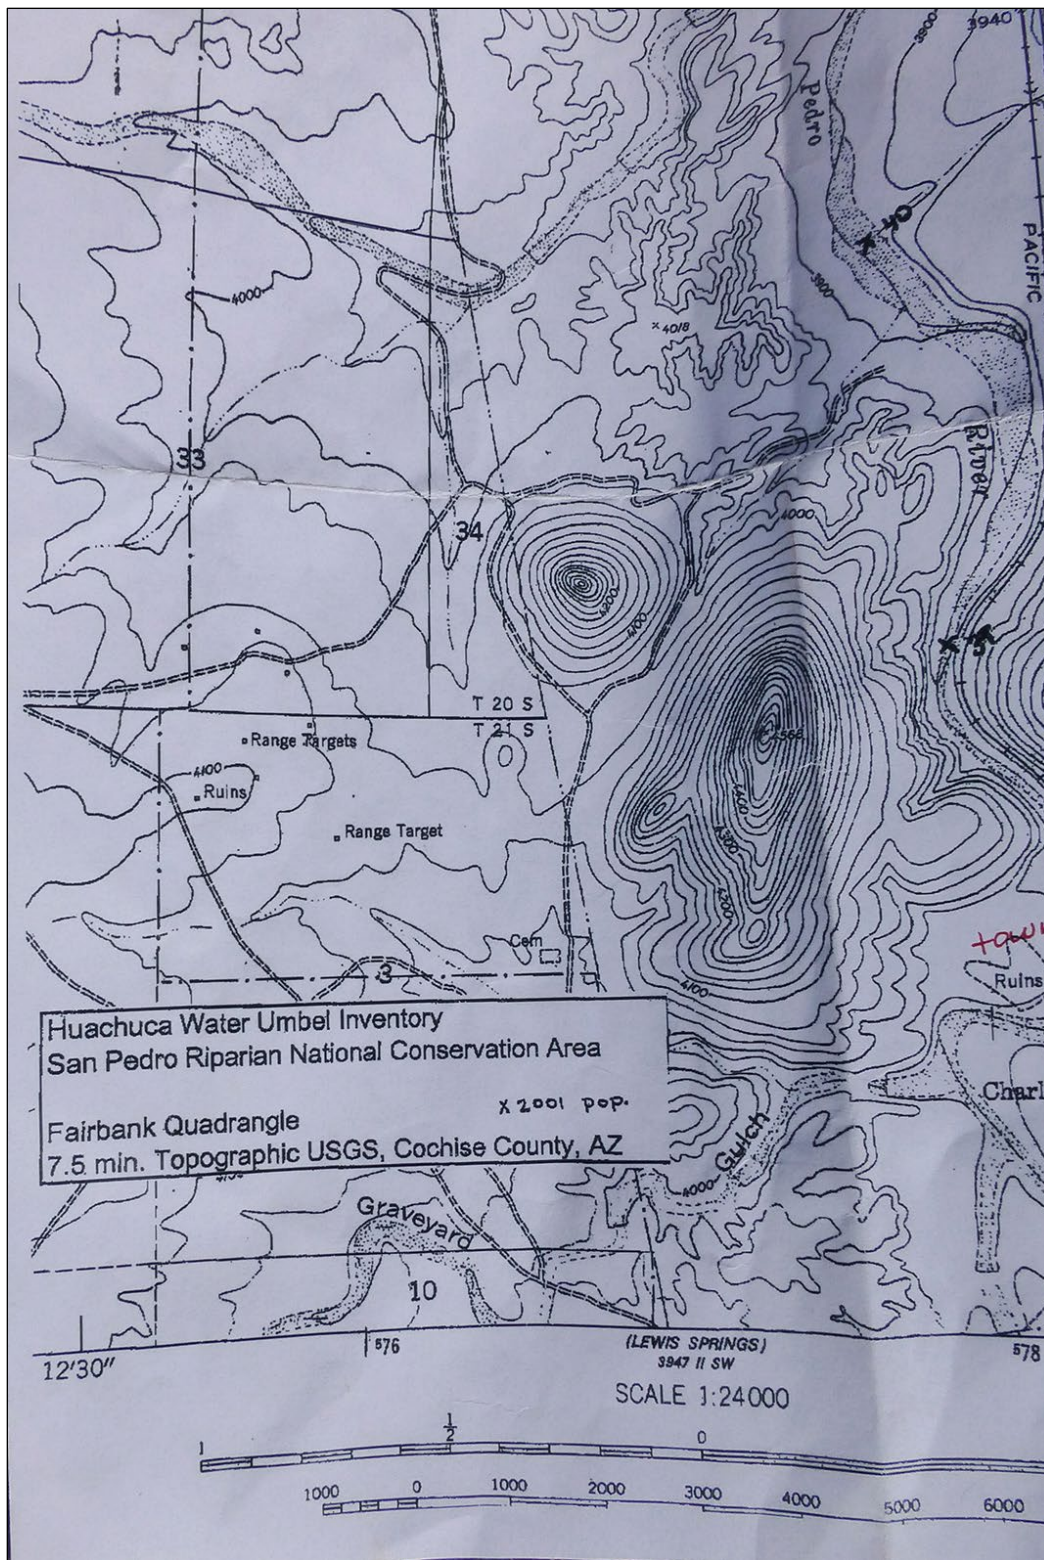 3900
3940
Pedro
x 40
PACIFIC
4000
3900
x 4018
River
33
34
4000
4200
4100
x 37
T 20 S
T 21 S
Range Targets
4566
4100
Ruins
4400
Range Target
4300
4200
Cem
3
4100
Ruins
Huachuca Water Umbel Inventory
San Pedro Riparian National Conservation Area
x 2001 pop.
Fairbank Quadrangle
7.5 min. Topographic USGS, Cochise County, AZ
Charl
Gulch
4000
Graveyard
10
12'30"
576
(LEWIS SPRINGS)
3947 II SW
578
SCALE 1:24000
1
1/2
0
1000
0
1000
2000
3000
4000
5000
6000